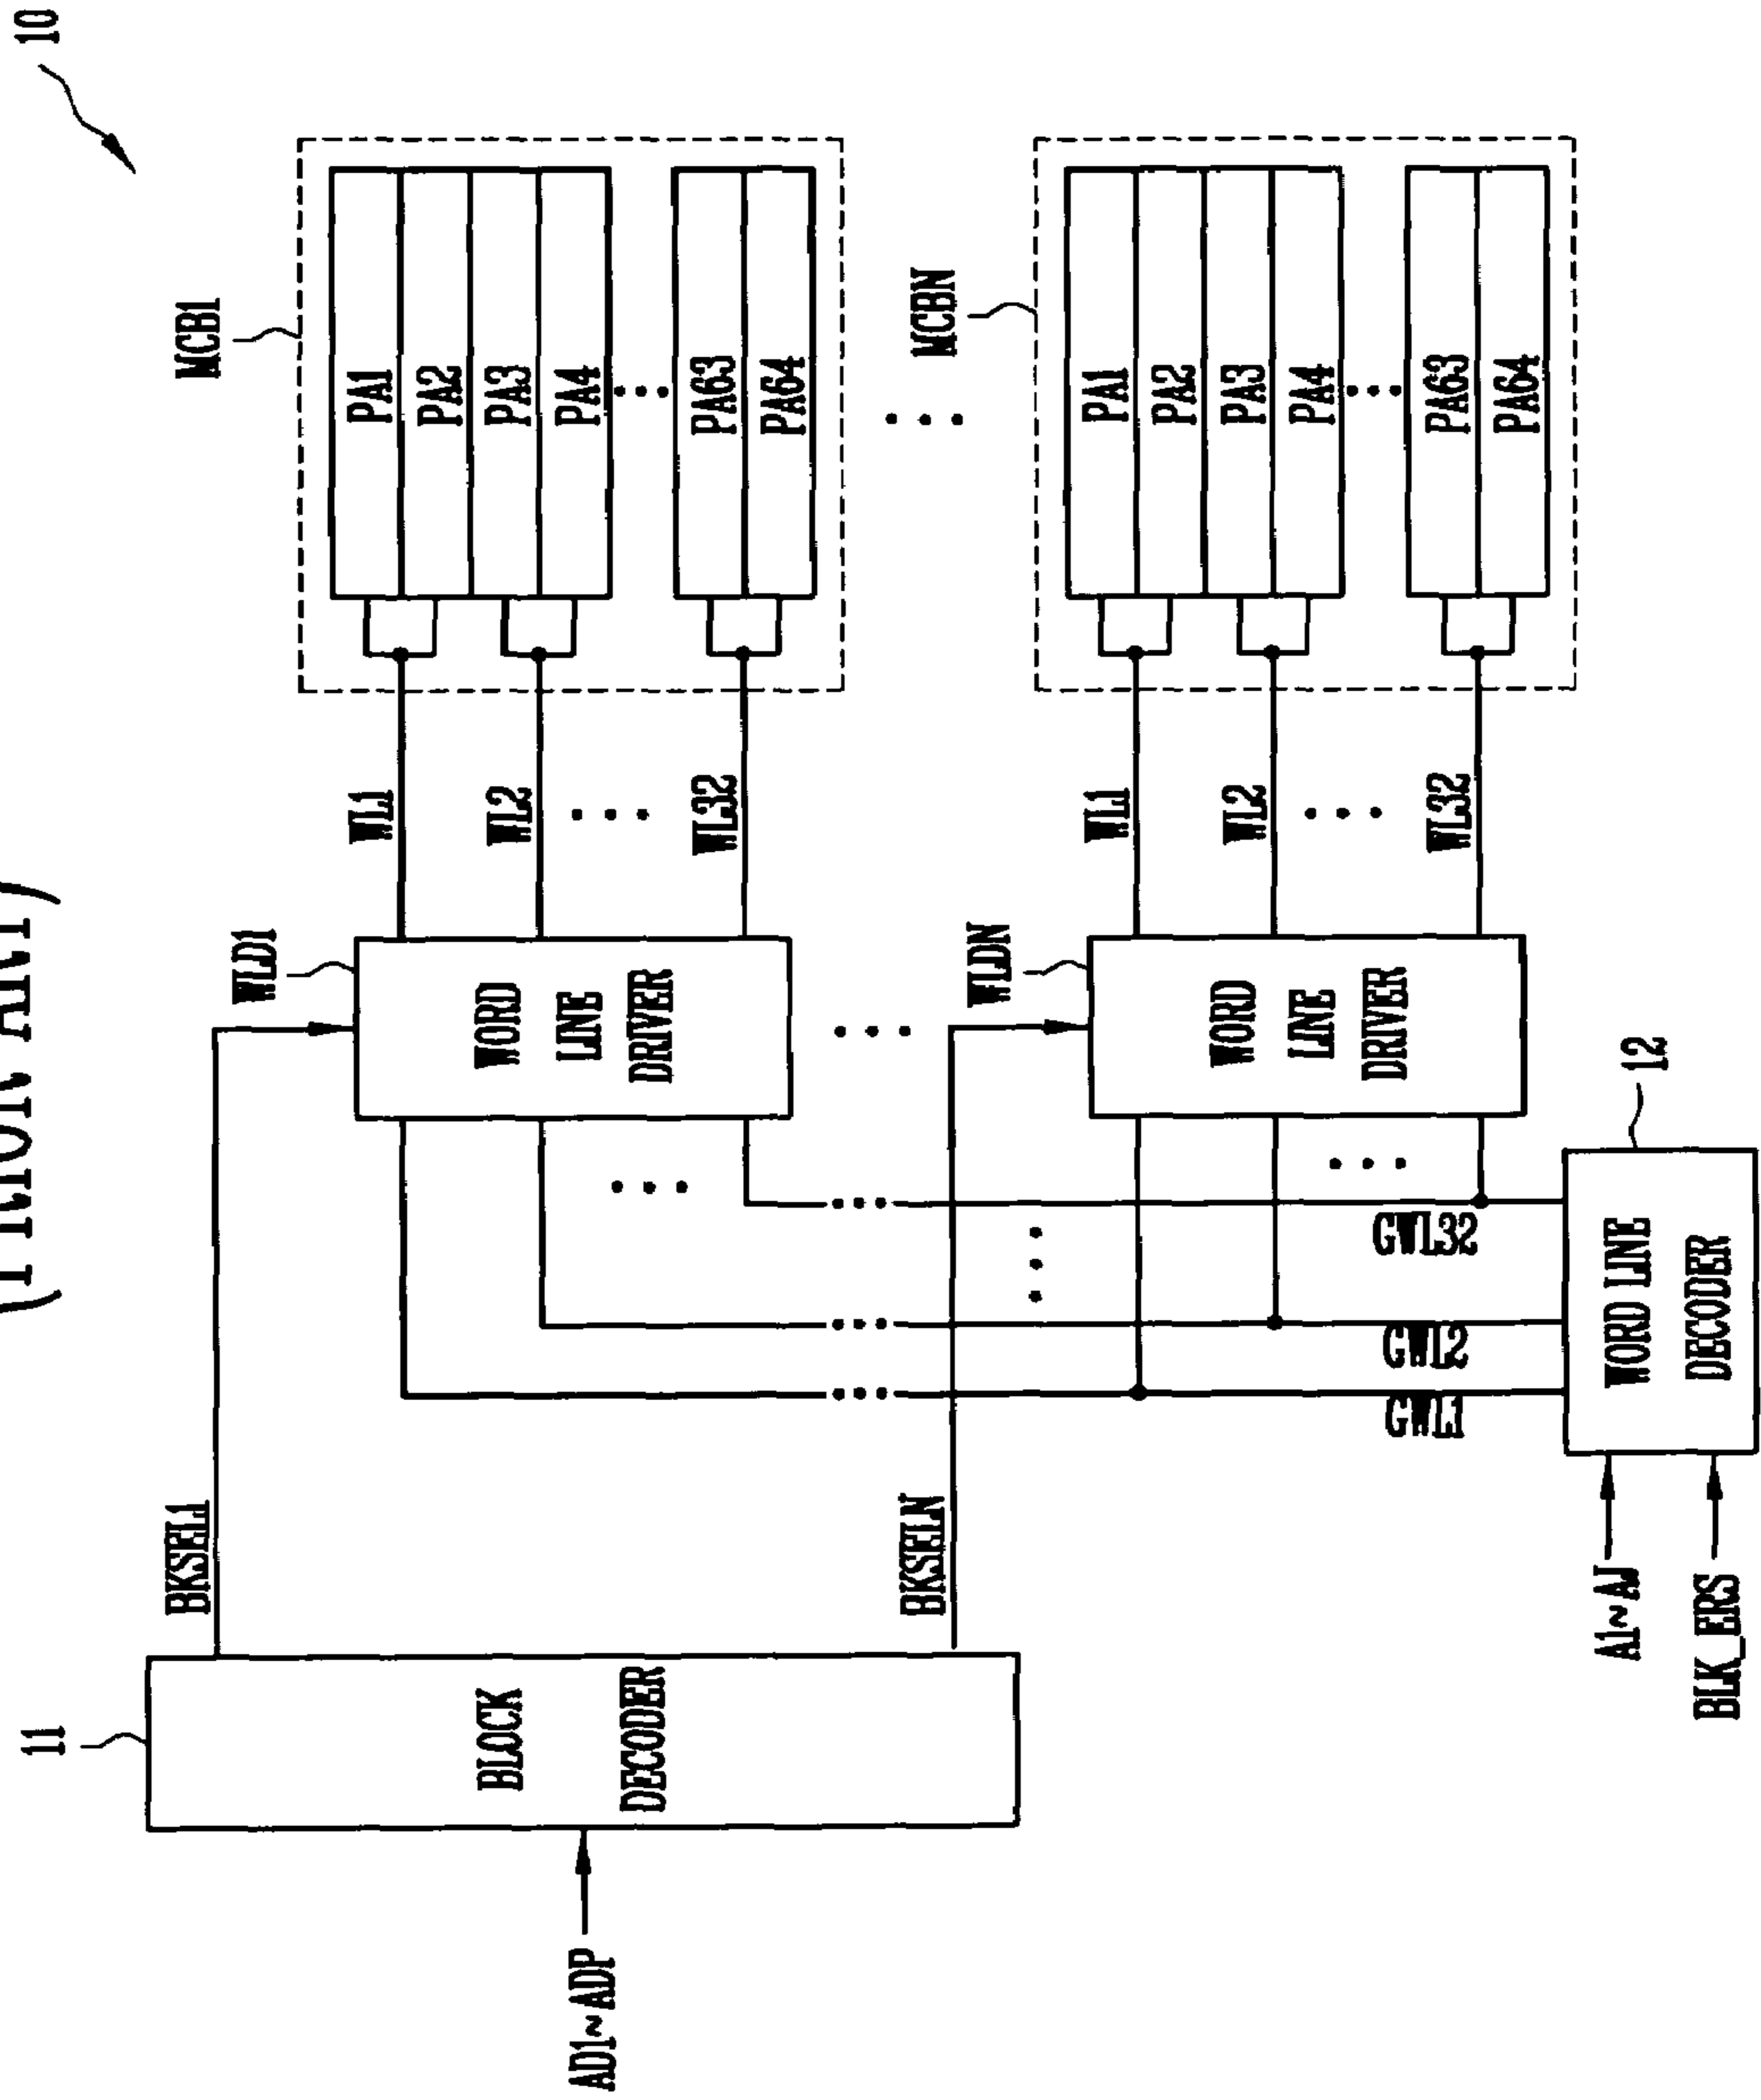 (PRIOR ART)
10
MCB1
PA1
PA2
PA3
PA4
...
PA63
PA64
...
MCBN
PA1
PA2
PA3
PA4
...
PA63
PA64
WL1
WL2
...
WL32
WL1
WL2
...
WL32
WLD1
WORD
LINE
DRIVER
...
WLDN
WORD
LINE
DRIVER
12
WORD LINE
DECODER
GWL32
GWL2
GWL1
BKSEL1
BKSELN
A1~AJ
BLK_ERS
11
BLOCK
DECODER
AD1~ADP